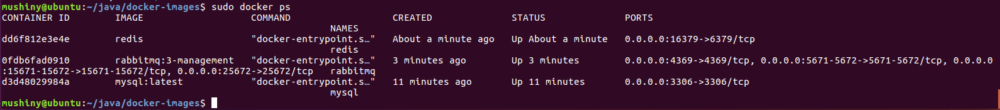 mushiny@ubuntu:~/java/docker-images$ sudo docker ps
CONTAINER ID        IMAGE                   COMMAND                  CREATED              STATUS              PORTS
                                                          NAMES
dd6f812e3e4e        redis                   "docker-entrypoint.s…"   About a minute ago   Up About a minute   0.0.0.0:16379->6379/tcp
                                                          redis
0fdb6fad0910        rabbitmq:3-management   "docker-entrypoint.s…"   3 minutes ago        Up 3 minutes        0.0.0.0:4369->4369/tcp, 0.0.0.0:5671-5672->5671-5672/tcp, 0.0.0.0
:15671-15672->15671-15672/tcp, 0.0.0.0:25672->25672/tcp   rabbitmq
d3d48029984a        mysql:latest            "docker-entrypoint.s…"   11 minutes ago       Up 11 minutes       0.0.0.0:3306->3306/tcp
                                                          mysql
mushiny@ubuntu:~/java/docker-images$